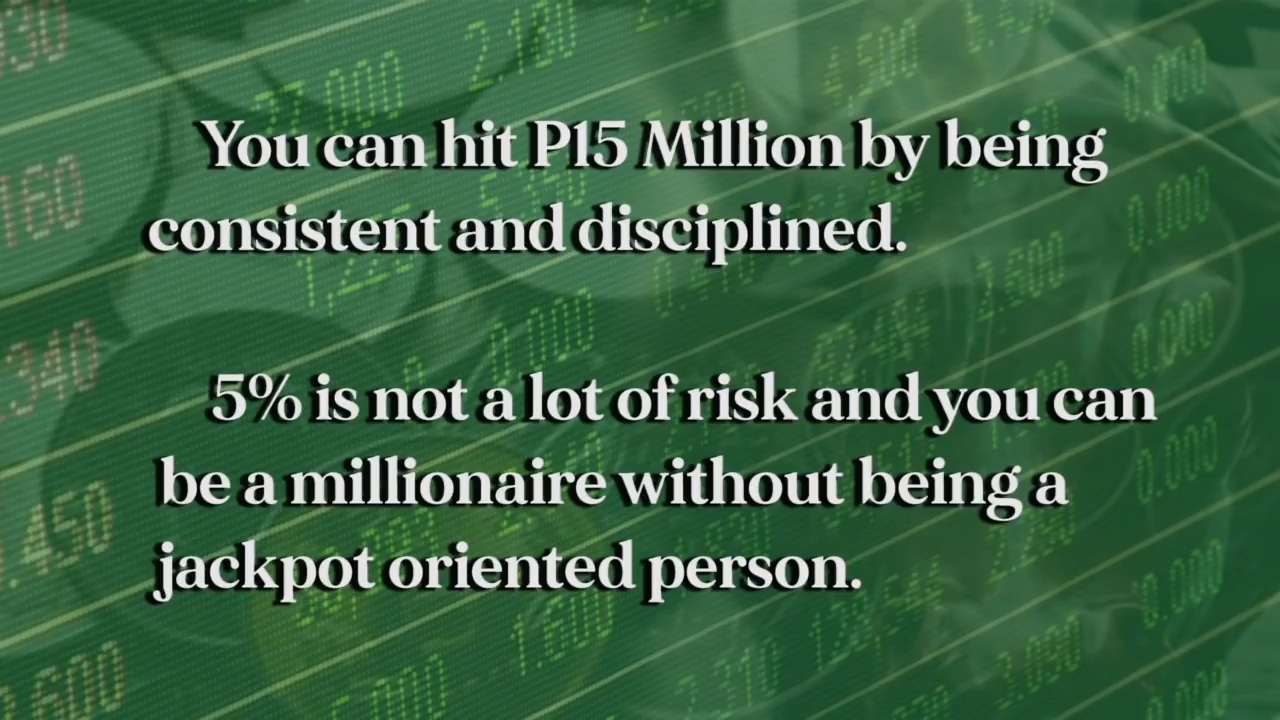 You can hit P15 Million by being
consistent and disciplined.
5% is not a lot of risk and you can
be a millionaire without being a
jackpot oriented person.